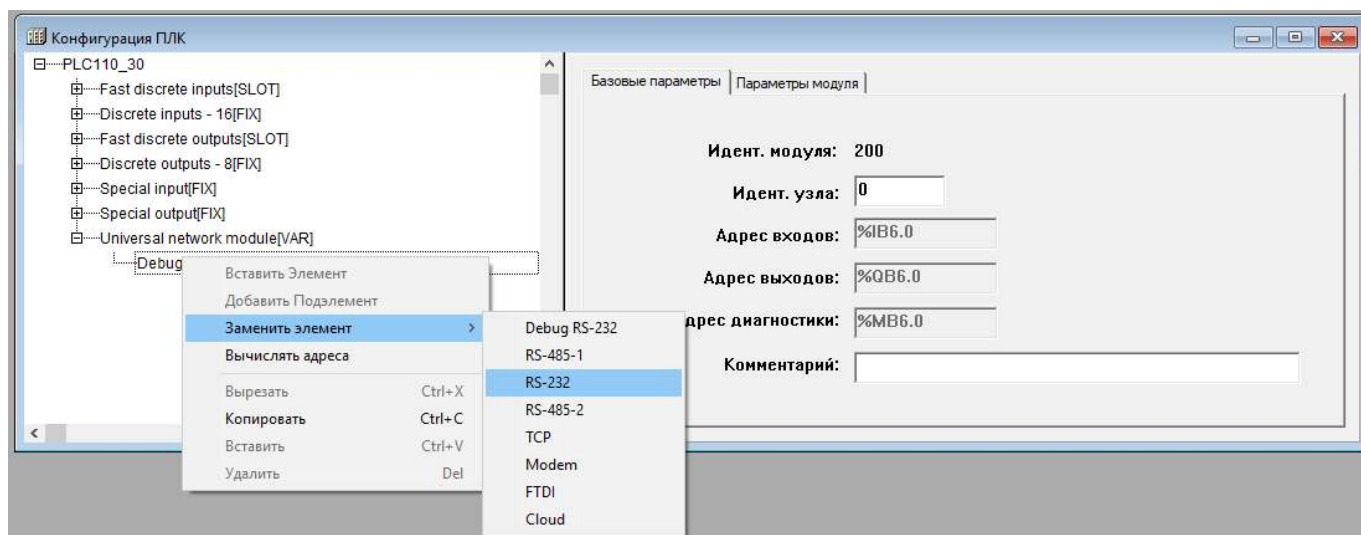 Конфигурация ПЛК
PLC110_30
Fast discrete inputs[SLOT]
Discrete inputs - 16[FIX]
Fast discrete outputs[SLOT]
Discrete outputs - 8[FIX]
Special input[FIX]
Special output[FIX]
Universal network module[VAR]
Debug
Вставить Элемент
Добавить Подэлемент
Заменить элемент >
Вычислять адреса
Вырезать Ctrl+X
Копировать Ctrl+C
Вставить Ctrl+V
Удалить Del
Debug RS-232
RS-485-1
RS-232
RS-485-2
TCP
Modem
FTDI
Cloud
Базовые параметры Параметры модуля
Идент. модуля: 200
Идент. узла: 0
Адрес входов: %IB6.0
Адрес выходов: %QB6.0
дрес диагностики: %MB6.0
Комментарий: